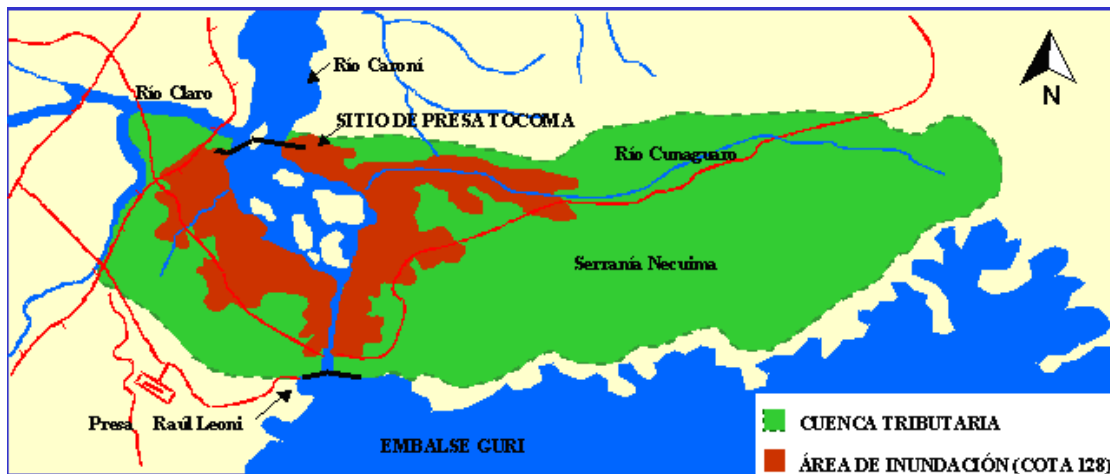 Río Caroní
Río Claro
SITIO DE PRESA TOCOMA
N
Río Cunaguaro
Serranía Necuima
Presa Raúl Leoni
EMBALSE GURI
CUENCA TRIBUTARIA
ÁREA DE INUNDACIÓN (COTA 128)